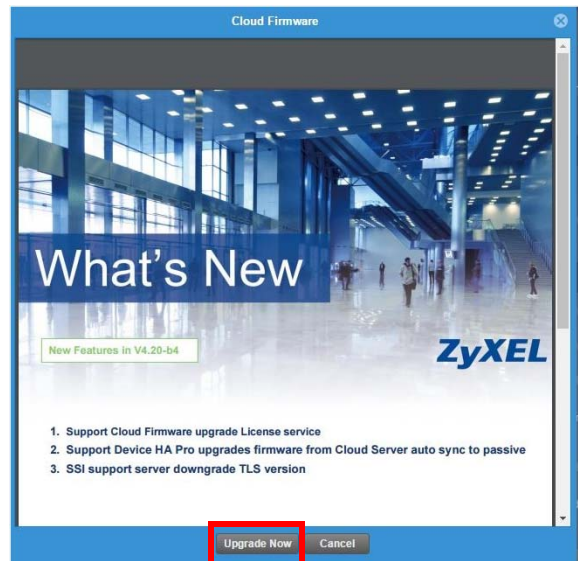 Cloud Firmware
What's New
New Features in V4.20-b4
ZyXEL
1. Support Cloud Firmware upgrade License service
2. Support Device HA Pro upgrades firmware from Cloud Server auto sync to passive
3. SSI support server downgrade TLS version
Upgrade Now Cancel